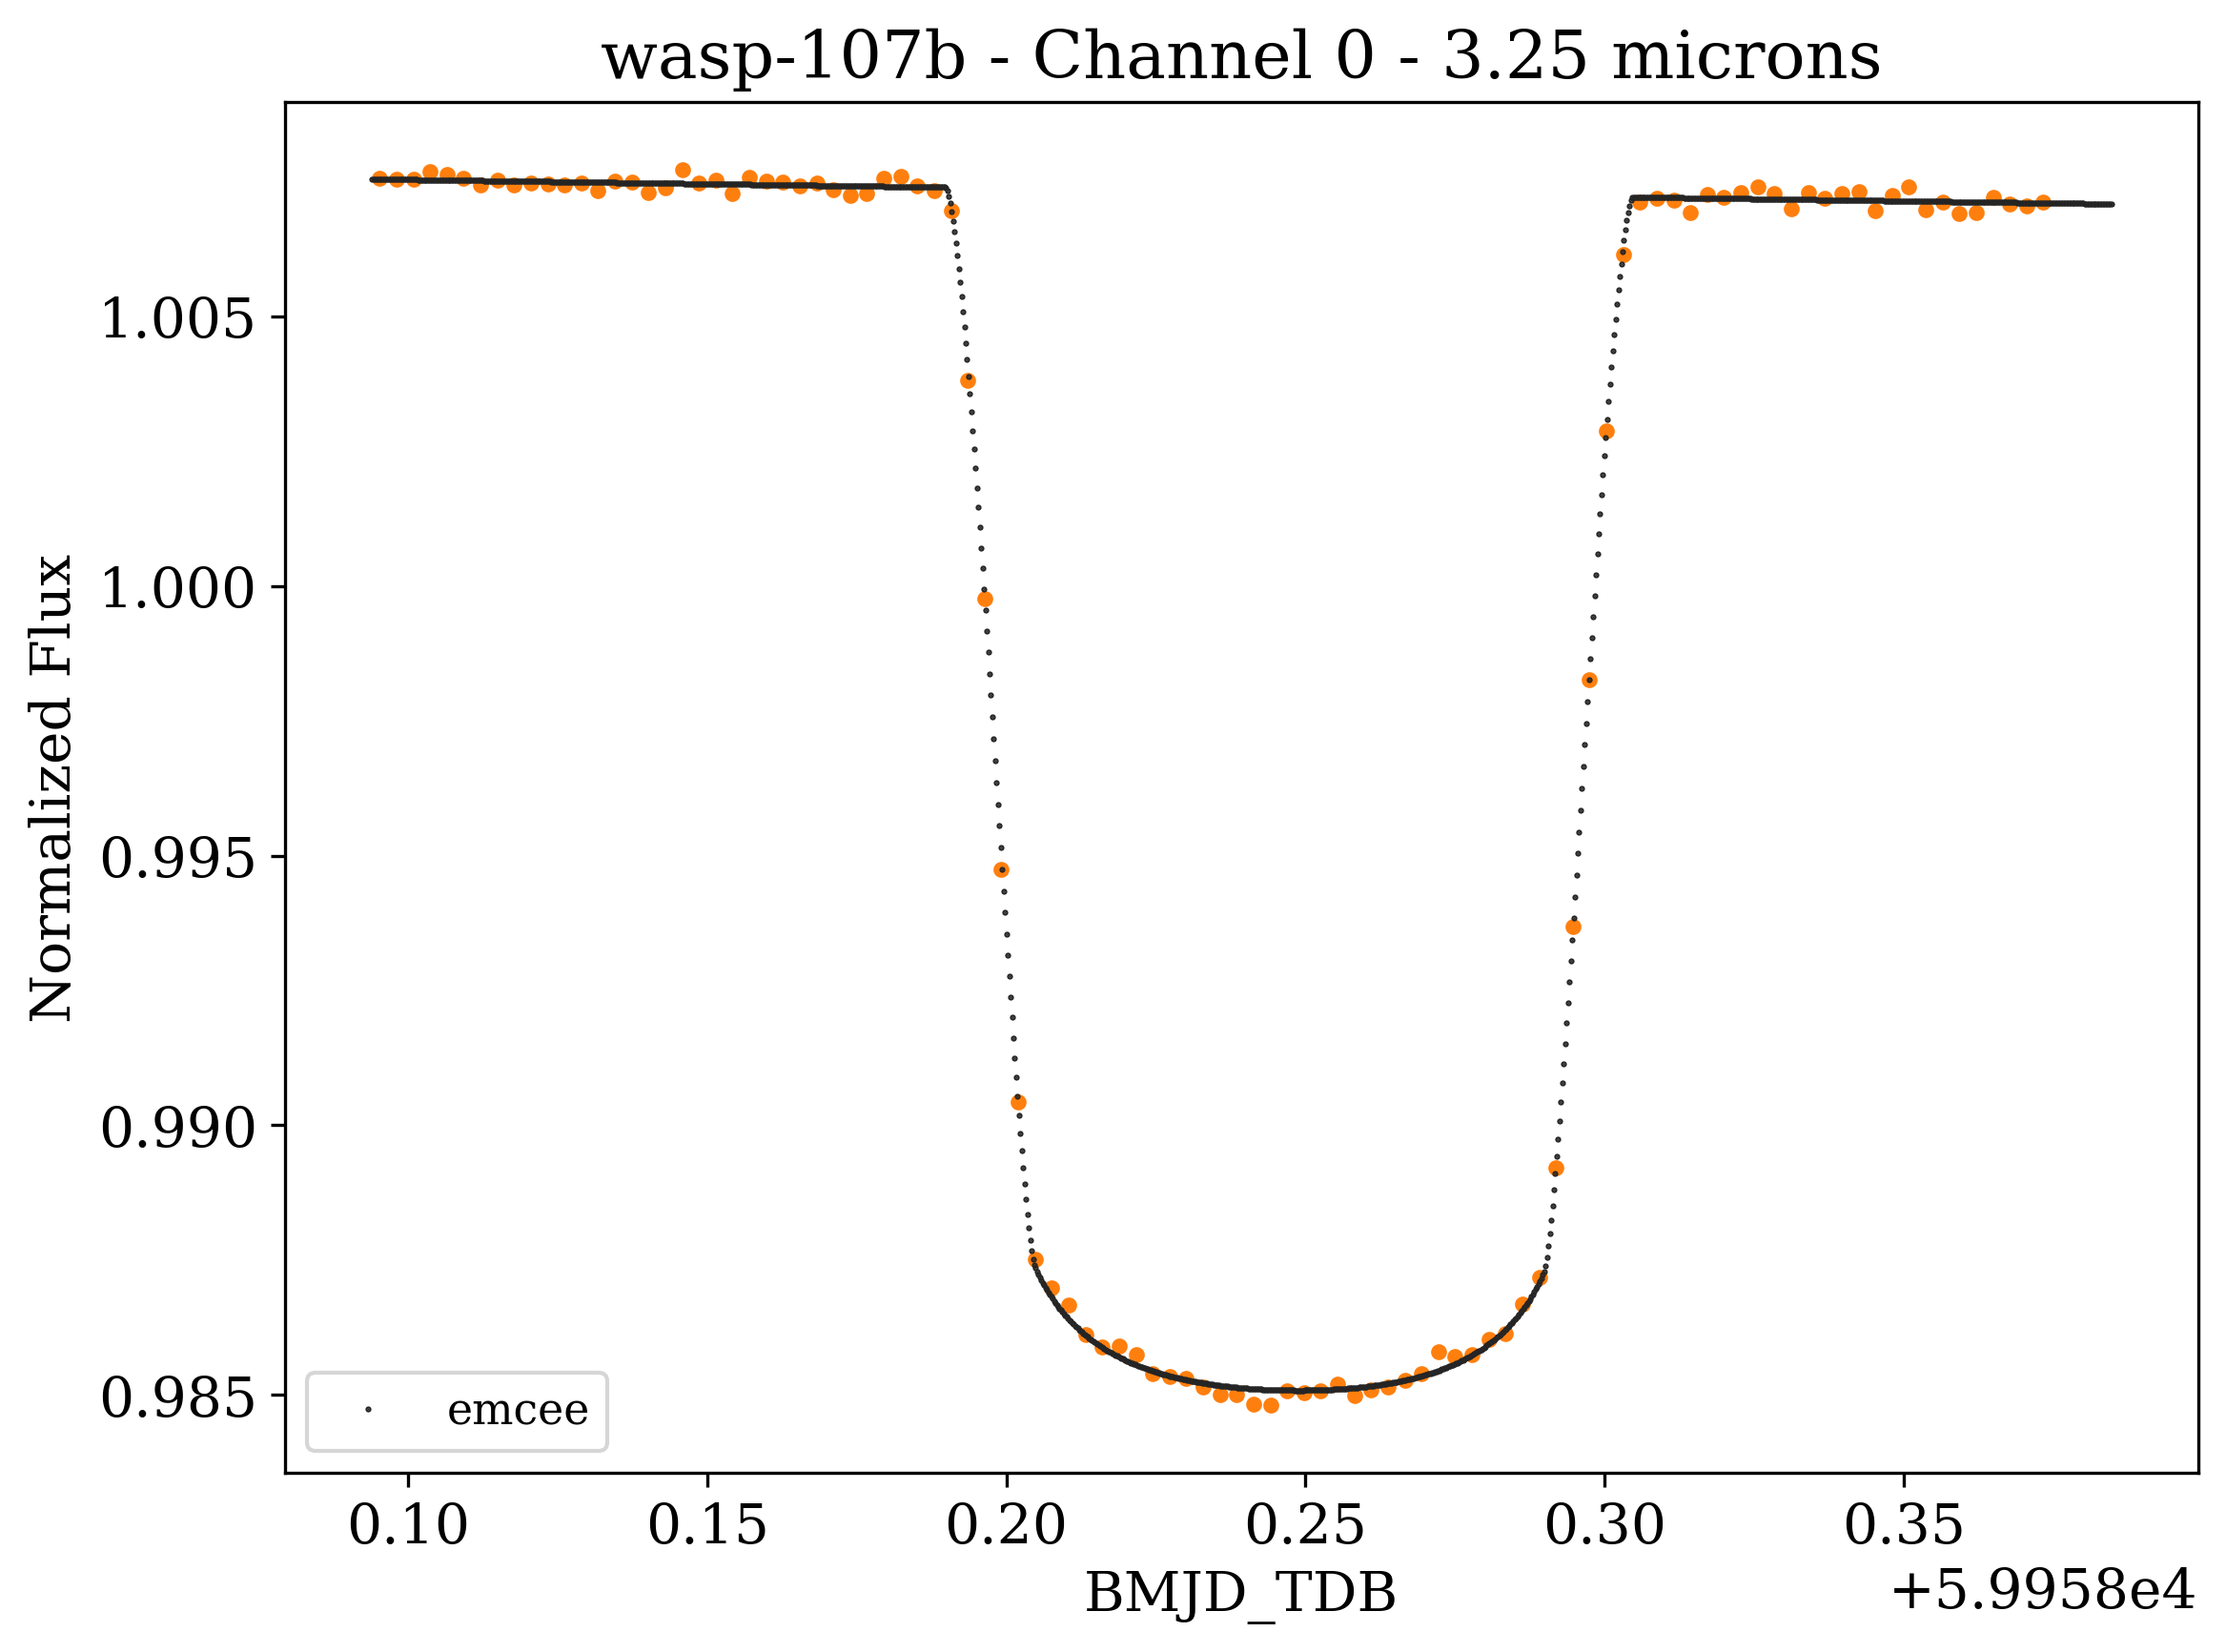 wasp-107b - Channel 0 - 3.25 microns
Normalized Flux
1.005
1.000
0.995
0.990
0.985
emcee
0.10 0.15 0.20 0.25 0.30 0.35
BMJD_TDB
+5.9958e4